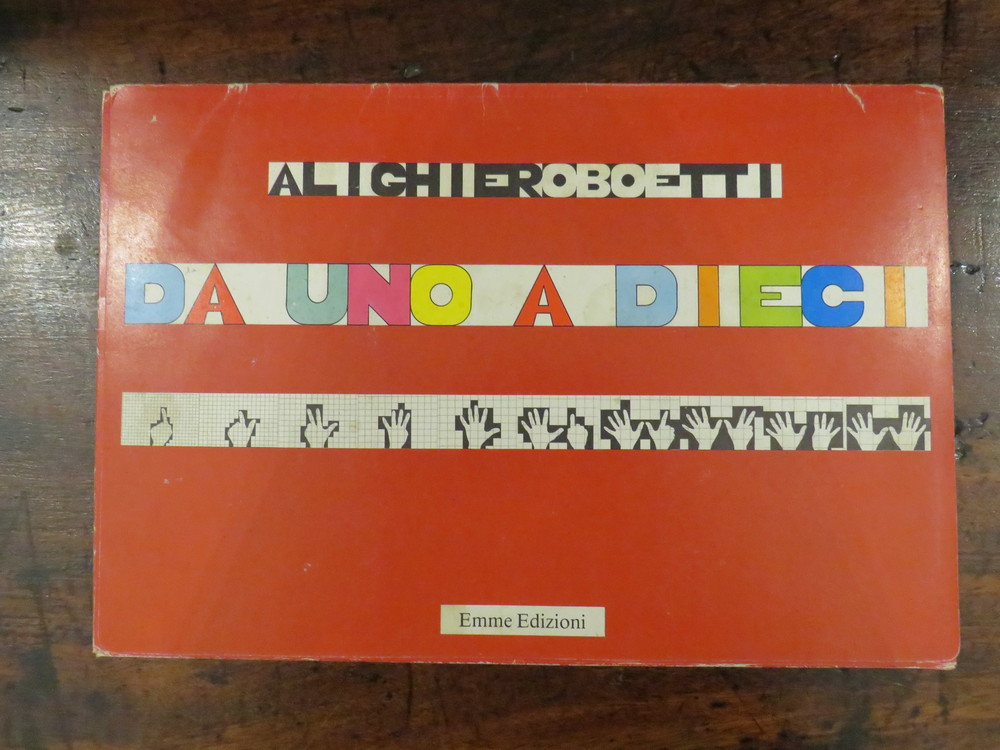 ALIGHIEROBOETTI
DA UNO A DIECI
Emme Edizioni